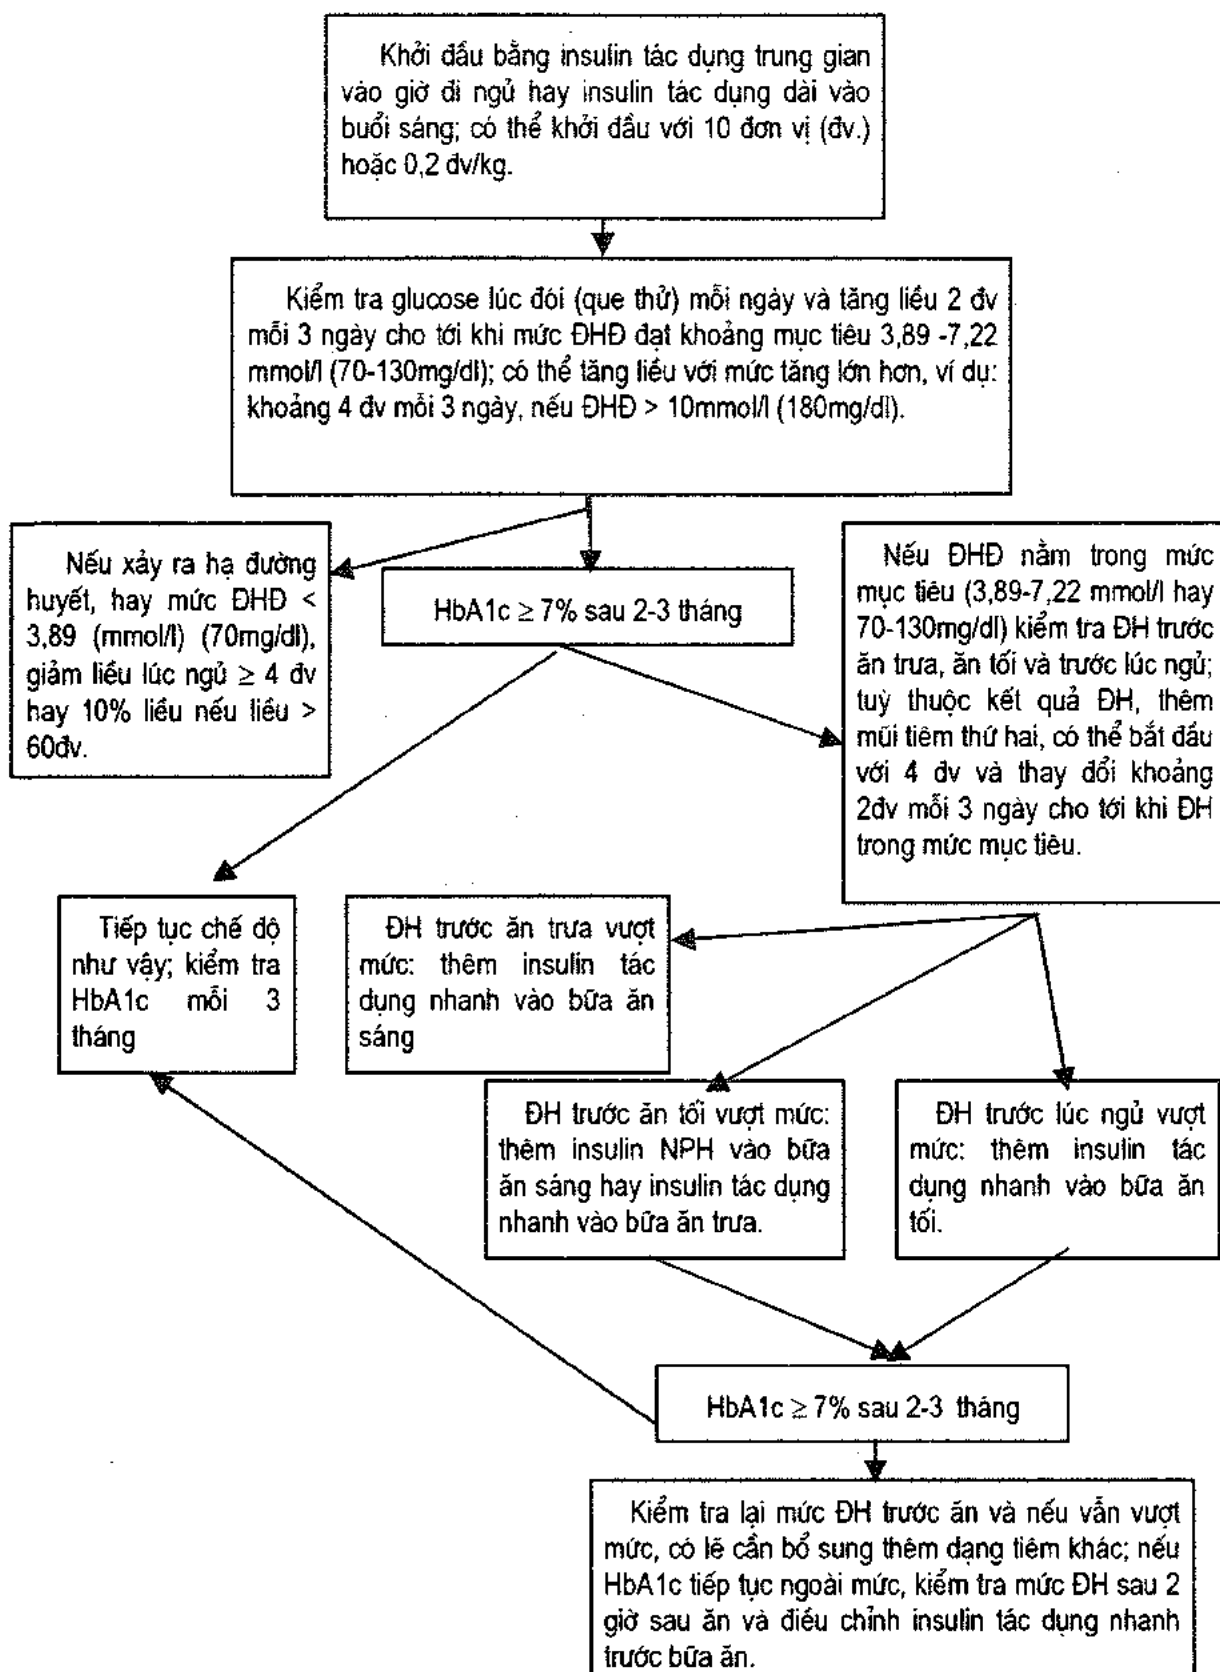 Khởi đầu bằng insulin tác dụng trung gian
vào giờ đi ngủ hay insulin tác dụng dài vào
buổi sáng; có thể khởi đầu với 10 đơn vị (đv.)
hoặc 0,2 đv/kg.
Kiểm tra glucose lúc đói (que thử) mỗi ngày và tăng liều 2 đv
mỗi 3 ngày cho tới khi mức ĐHĐ đạt khoảng mục tiêu 3,89 -7,22
mmol/l (70-130mg/dl); có thể tăng liều với mức tăng lớn hơn, ví dụ:
khoảng 4 đv mỗi 3 ngày, nếu ĐHĐ > 10mmol/l (180mg/dl).
Nếu xảy ra hạ đường
huyết, hay mức ĐHĐ <
3,89 (mmol/l) (70mg/dl),
giảm liều lúc ngủ ≥ 4 đv
hay 10% liều nếu liều >
60đv.
HbA1c ≥ 7% sau 2-3 tháng
Nếu ĐHĐ nằm trong mức
mục tiêu (3,89-7,22 mmol/l hay
70-130mg/dl) kiểm tra ĐH trước
ăn trưa, ăn tối và trước lúc ngủ;
tuỳ thuộc kết quả ĐH, thêm
mũi tiêm thứ hai, có thể bắt đầu
với 4 đv và thay đổi khoảng
2đv mỗi 3 ngày cho tới khi ĐH
trong mức mục tiêu.
Tiếp tục chế độ
như vậy; kiểm tra
HbA1c mỗi 3
tháng
ĐH trước ăn trưa vượt
mức: thêm insulin tác
dụng nhanh vào bữa ăn
sáng
ĐH trước ăn tối vượt mức:
thêm insulin NPH vào bữa
ăn sáng hay insulin tác dụng
nhanh vào bữa ăn trưa.
ĐH trước lúc ngủ vượt
mức: thêm insulin tác
dụng nhanh vào bữa ăn
tối.
HbA1c ≥ 7% sau 2-3 tháng
Kiểm tra lại mức ĐH trước ăn và nếu vẫn vượt
mức, có lẽ cần bổ sung thêm dạng tiêm khác; nếu
HbA1c tiếp tục ngoài mức, kiểm tra mức ĐH sau 2
giờ sau ăn và điều chỉnh insulin tác dụng nhanh
trước bữa ăn.